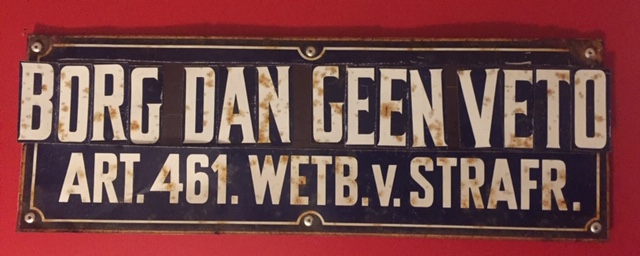 BORG DAN GEEN VETO
ART. 461. WETB. v. STRAFR.